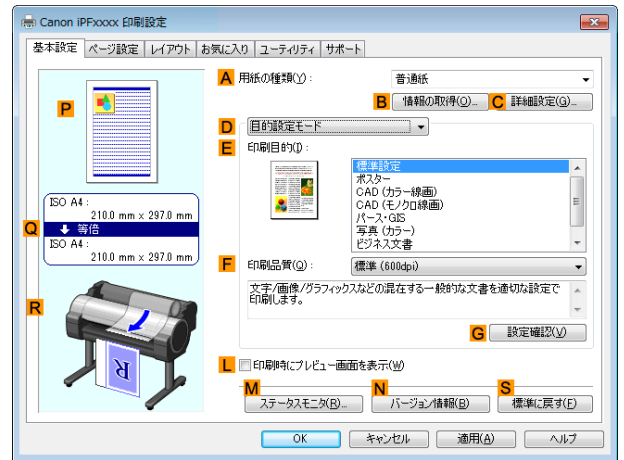 Canon iPFxxxx 印刷設定
基本設定 ページ設定 レイアウト お気に入り ユーティリティ サポート
A 用紙の種類(Y): 普通紙
B 情報の取得(O)... C 詳細設定(G)...
P
D 目的設定モード
E 印刷目的(I):
標準設定
ポスター
CAD (カラー線画)
CAD (モノクロ線画)
パース・GIS
写真 (カラー)
ビジネス文書
ISO A4 :
210.0 mm x 297.0 mm
Q 等倍
ISO A4 :
210.0 mm x 297.0 mm
F 印刷品質(Q): 標準 (600dpi)
文字/画像/グラフィックスなどの混在する一般的な文書を適切な設定で
印刷します。
R
G 設定確認(V)
R
L 印刷時にプレビュー画面を表示(W)
M N S
ステータスモニタ(R)... バージョン情報(B) 標準に戻す(F)
OK キャンセル 適用(A) ヘルプ